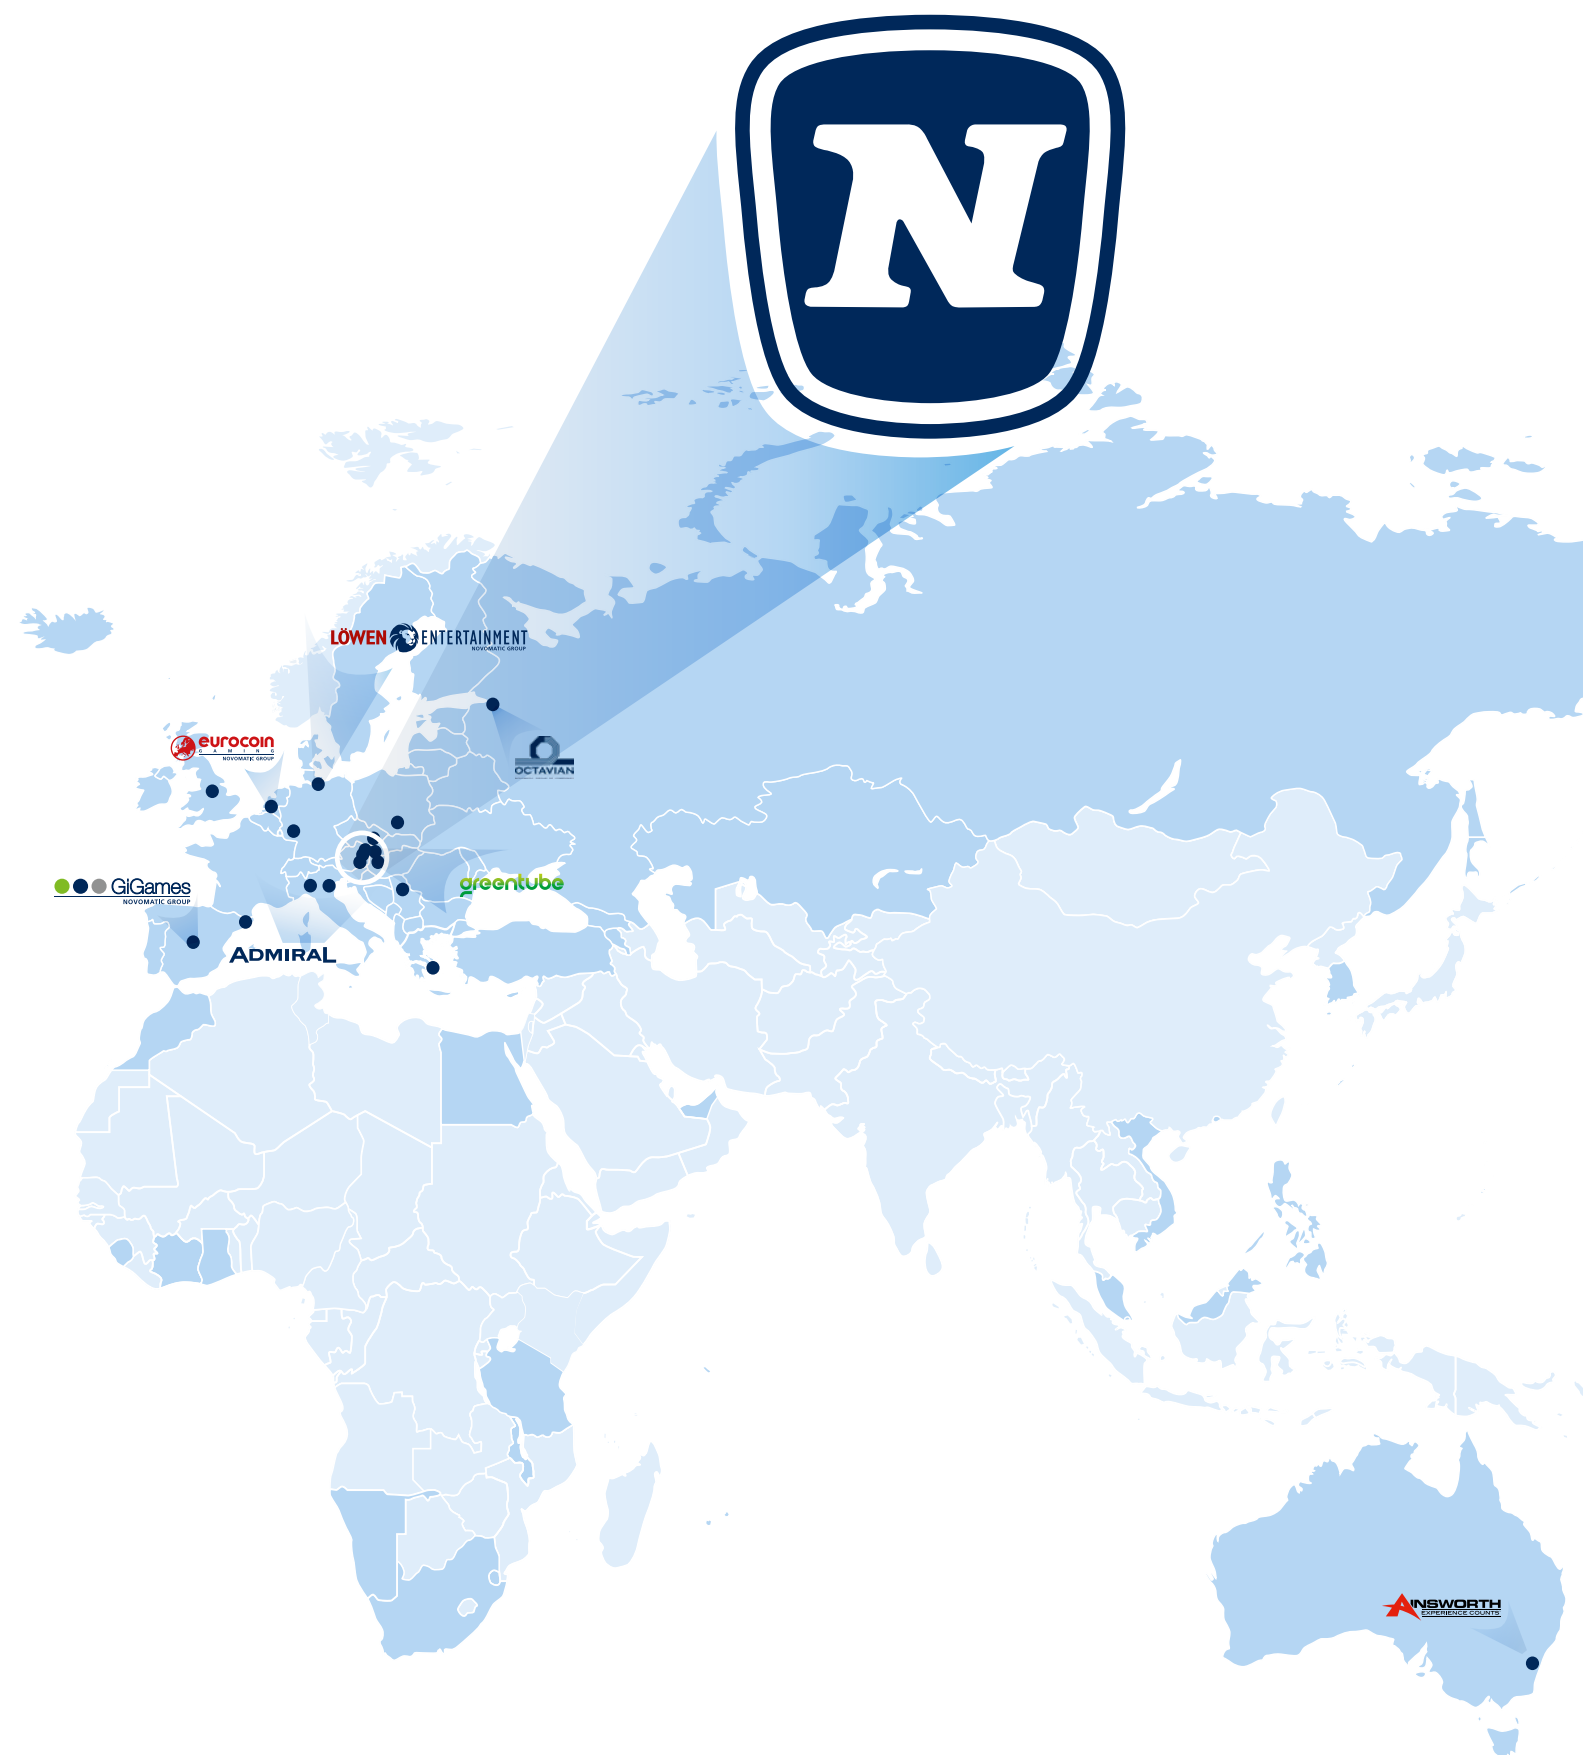 N
LÖWEN ENTERTAINMENT
NOVOMATIC GROUP
eurocoin
GAMING
NOVOMATIC GROUP
OCTAVIAN
GiGames
NOVOMATIC GROUP
greentube
ADMIRAL
AINSWORTH
EXPERIENCE COUNTS